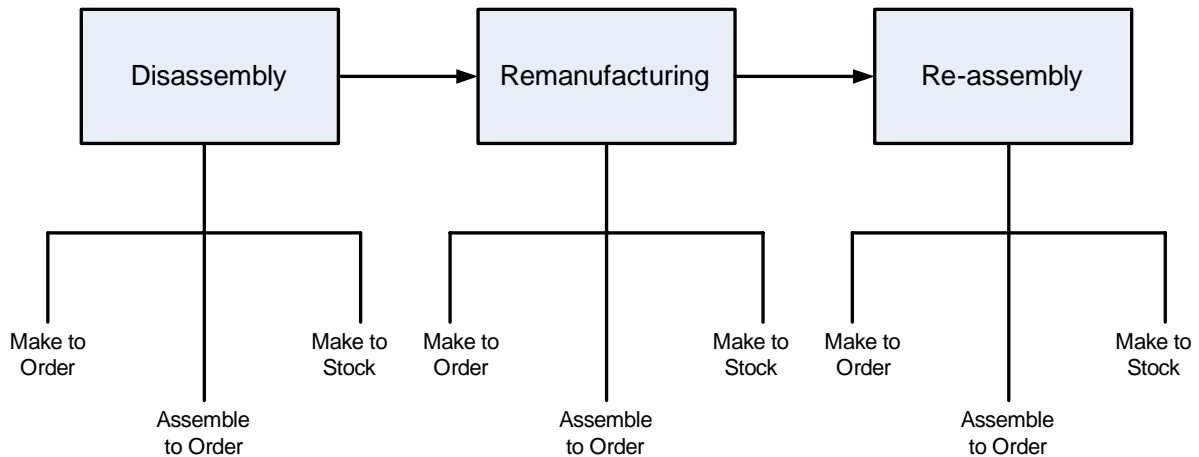 Disassembly
Remanufacturing
Re-assembly
Make to
Order
Assemble
to Order
Make to
Stock
Make to
Order
Assemble
to Order
Make to
Stock
Make to
Order
Assemble
to Order
Make to
Stock